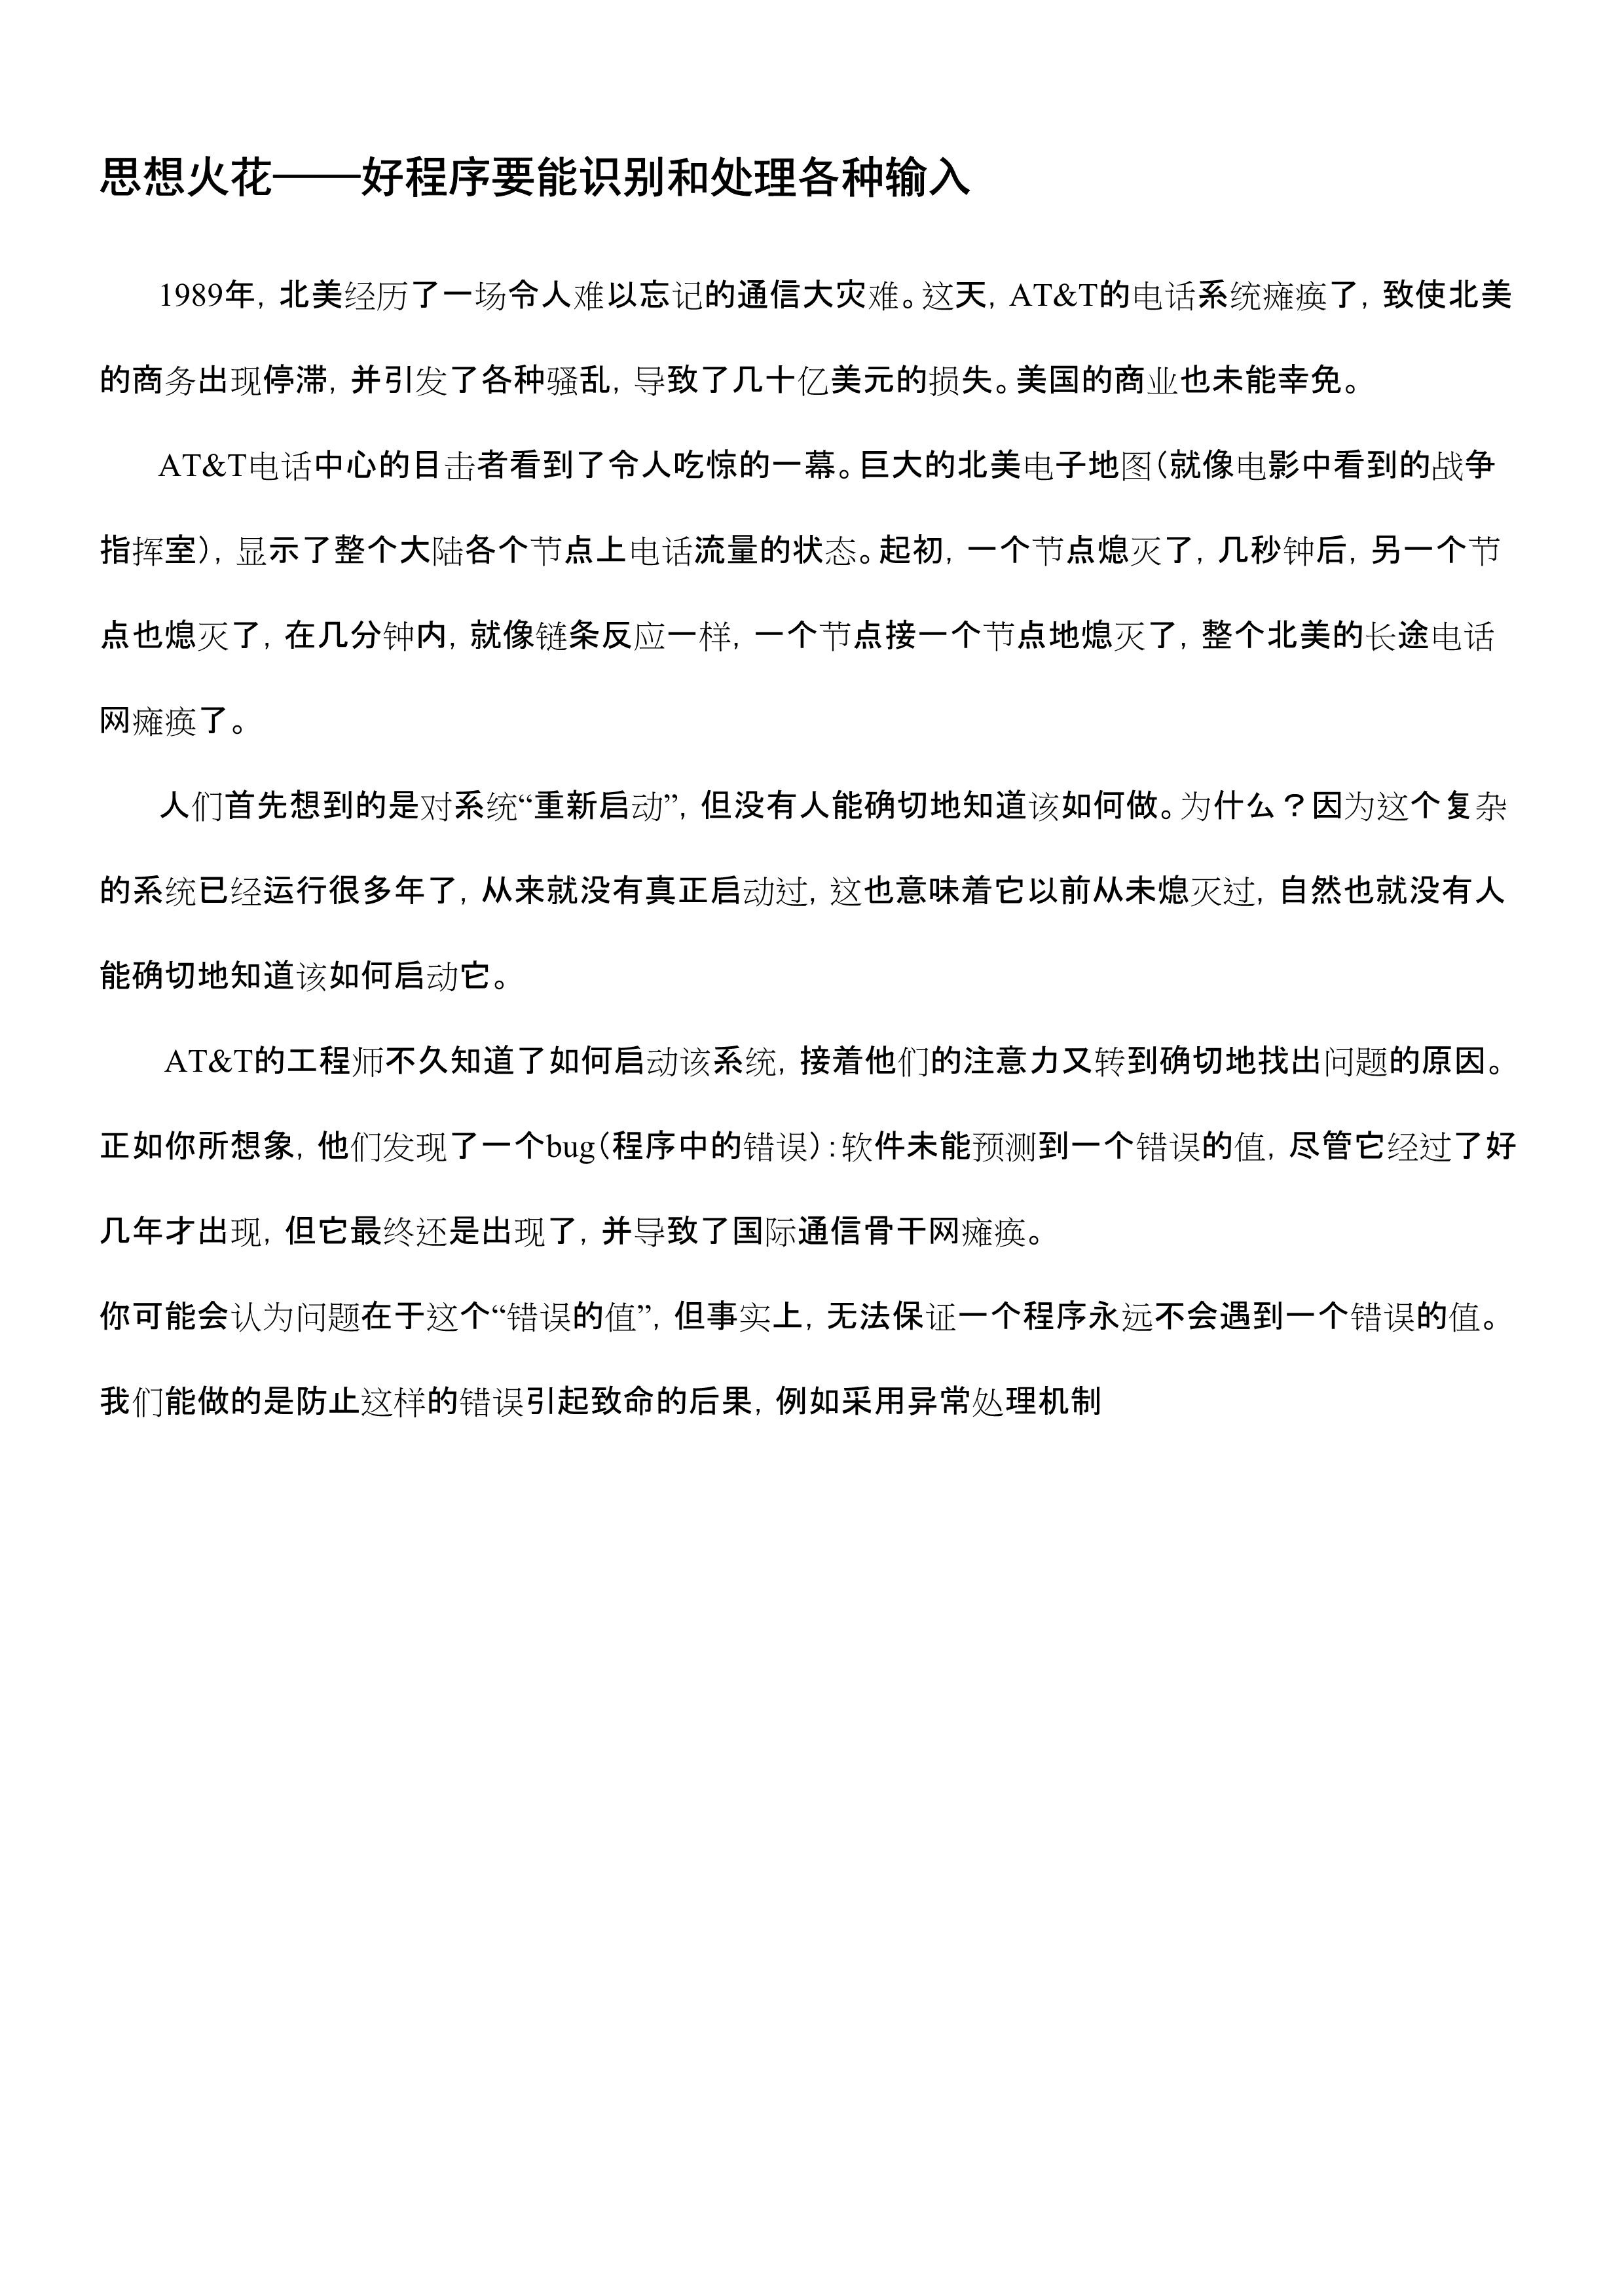 思想火花——好程序要能识别和处理各种输入
1989年，北美经历了一场令人难以忘记的通信大灾难。这天，AT&T的电话系统瘫痪了，致使北美
的商务出现停滞，并引发了各种骚乱，导致了几十亿美元的损失。美国的商业也未能幸免。
AT&T电话中心的目击者看到了令人吃惊的一幕。巨大的北美电子地图（就像电影中看到的战争
指挥室），显示了整个大陆各个节点上电话流量的状态。起初，一个节点熄灭了，几秒钟后，另一个节
点也熄灭了，在几分钟内，就像链条反应一样，一个节点接一个节点地熄灭了，整个北美的长途电话
网瘫痪了。
人们首先想到的是对系统“重新启动”，但没有人能确切地知道该如何做。为什么？因为这个复杂
的系统已经运行很多年了，从来就没有真正启动过，这也意味着它以前从未熄灭过，自然也就没有人
能确切地知道该如何启动它。
AT&T的工程师不久知道了如何启动该系统，接着他们的注意力又转到确切地找出问题的原因。
正如你所想象，他们发现了一个bug（程序中的错误）：软件未能预测到一个错误的值，尽管它经过了好
几年才出现，但它最终还是出现了，并导致了国际通信骨干网瘫痪。
你可能会认为问题在于这个“错误的值”，但事实上，无法保证一个程序永远不会遇到一个错误的值。
我们能做的是防止这样的错误引起致命的后果，例如采用异常处理机制